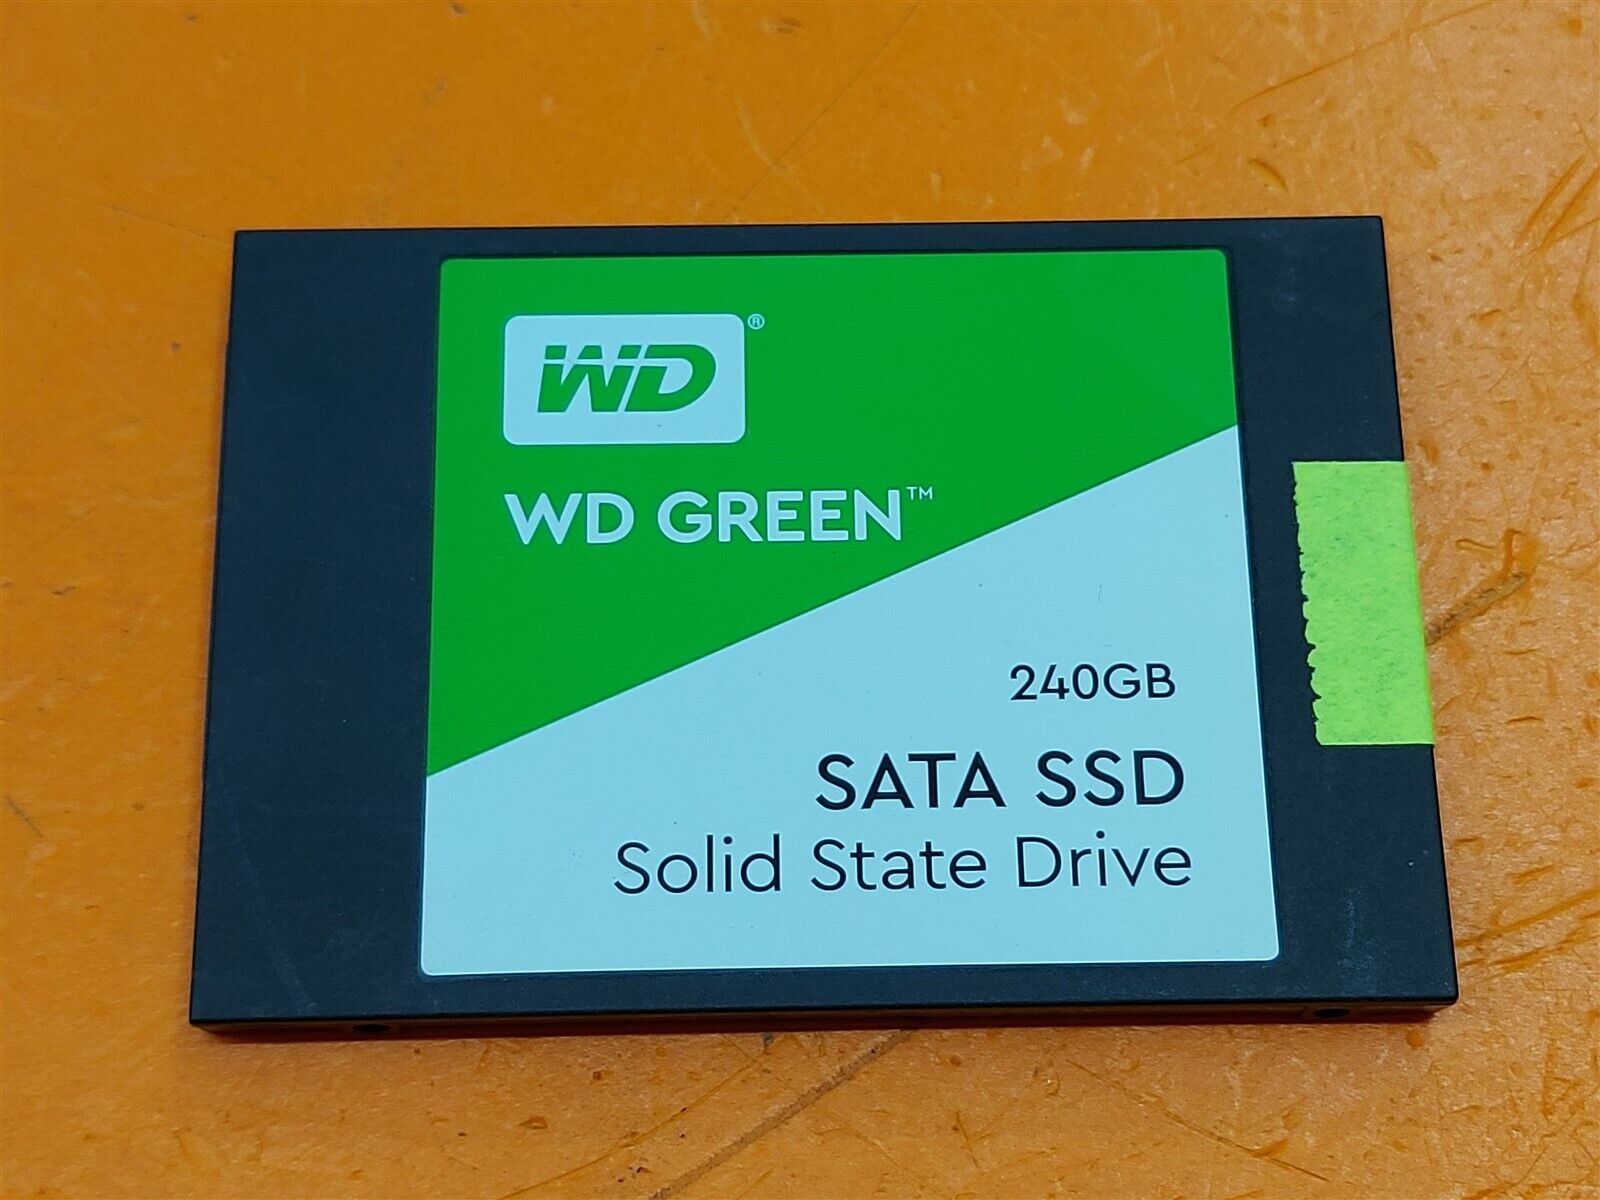 WD®
WD GREEN™
240GB
SATA SSD
Solid State Drive